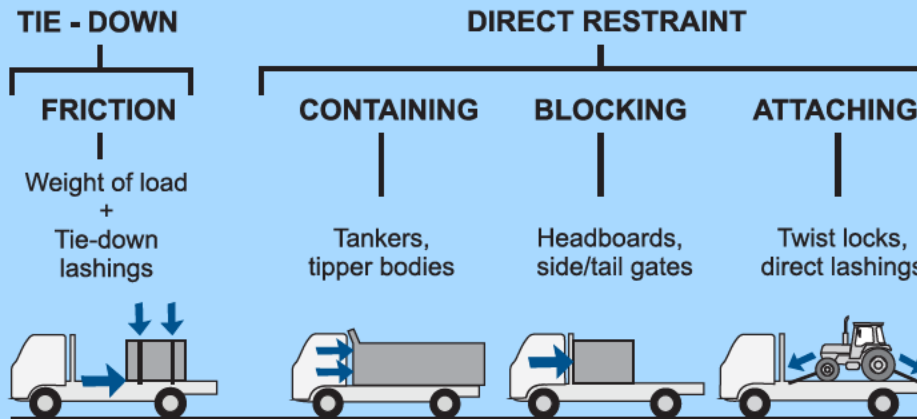 TIE - DOWN
FRICTION
Weight of load
+
Tie-down
lashings
DIRECT RESTRAINT
CONTAINING
Tankers,
tipper bodies
BLOCKING
Headboards,
side/tail gates
ATTACHING
Twist locks,
direct lashings